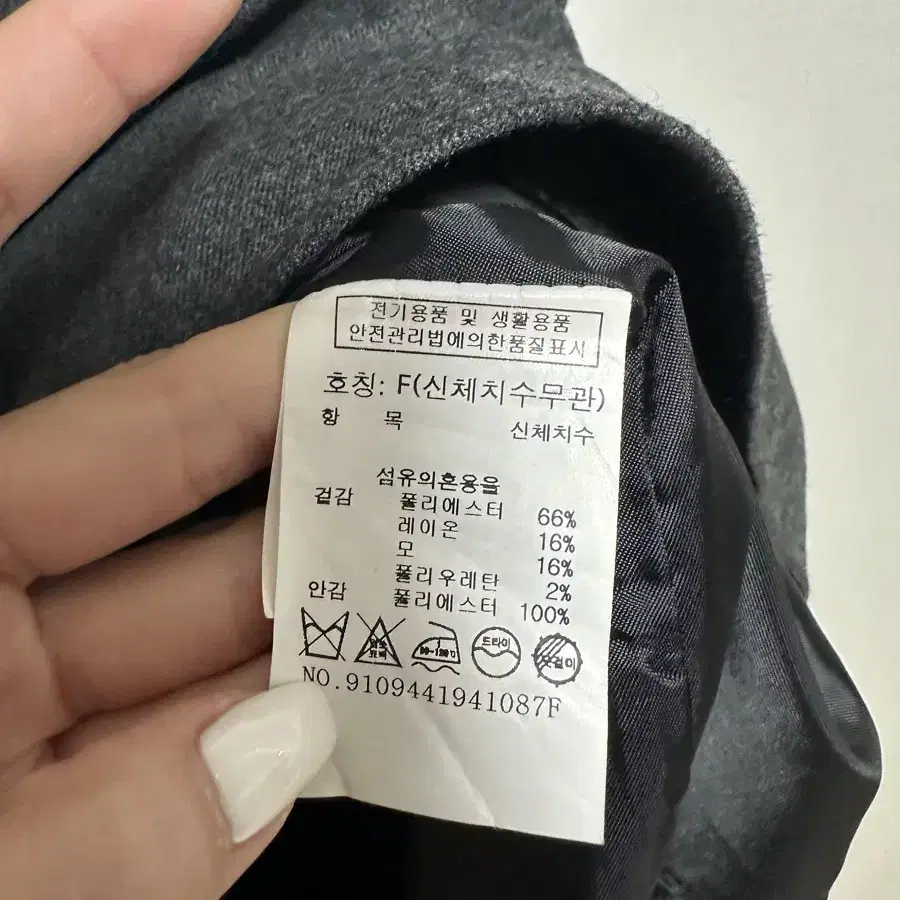 전기용품 및 생활용품
안전관리법에의한품질표시
호칭: F(신체치수무관)
항 목 신체치수
섬유의혼용율
겉감 폴리에스터 66%
레이온 16%
모 16%
폴리우레탄 2%
안감 폴리에스터 100%
드라이 옷걸이
NO.9109441941087F